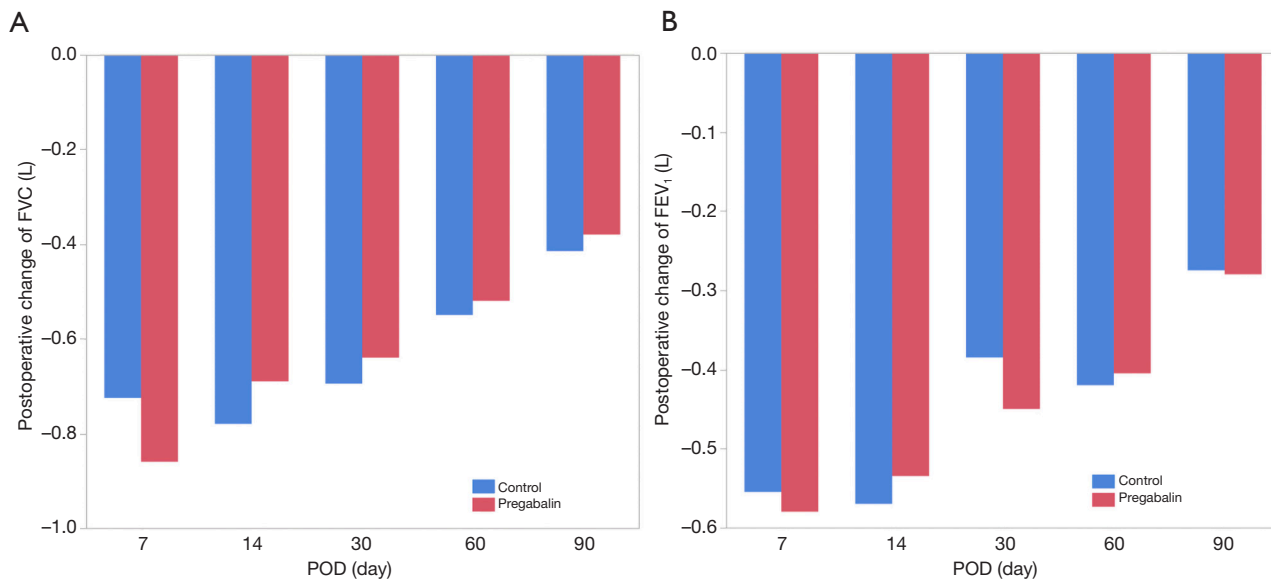 A
0.0
−0.2
−0.4
−0.6
−0.8
−1.0
Postoperative change of FVC (L)
Control
Pregabalin
7 14 30 60 90
POD (day)
B
0.0
−0.1
−0.2
−0.3
−0.4
−0.5
−0.6
Postoperative change of FEV₁ (L)
Control
Pregabalin
7 14 30 60 90
POD (day)